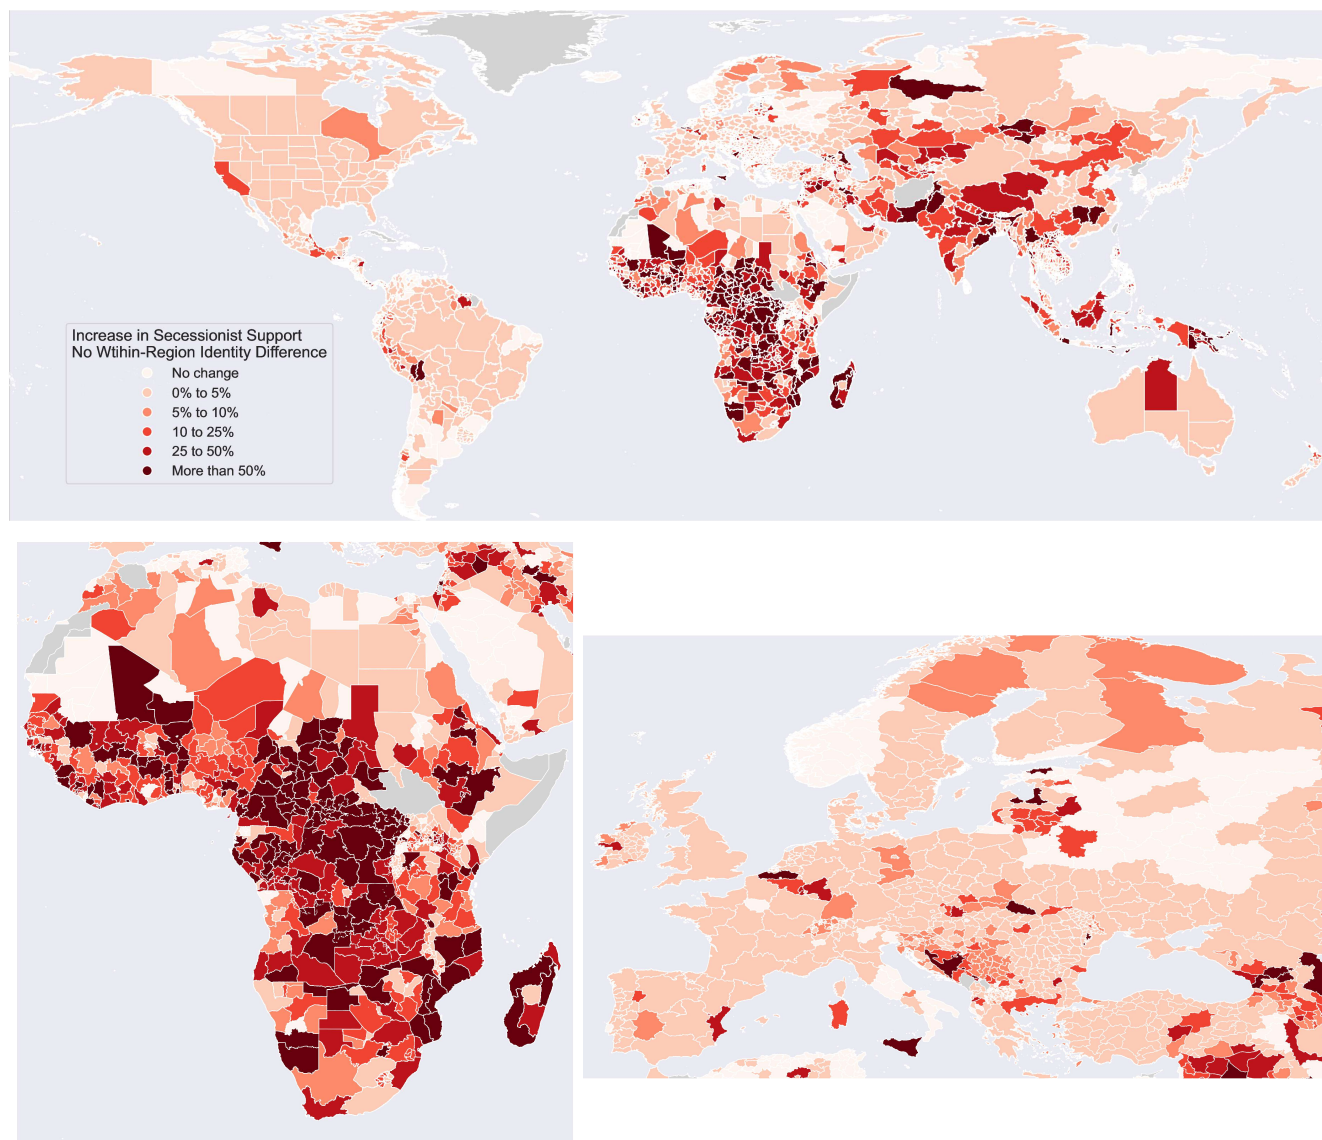 Increase in Secessionist Support
No Wtihin-Region Identity Difference
No change
0% to 5%
5% to 10%
10 to 25%
25 to 50%
More than 50%